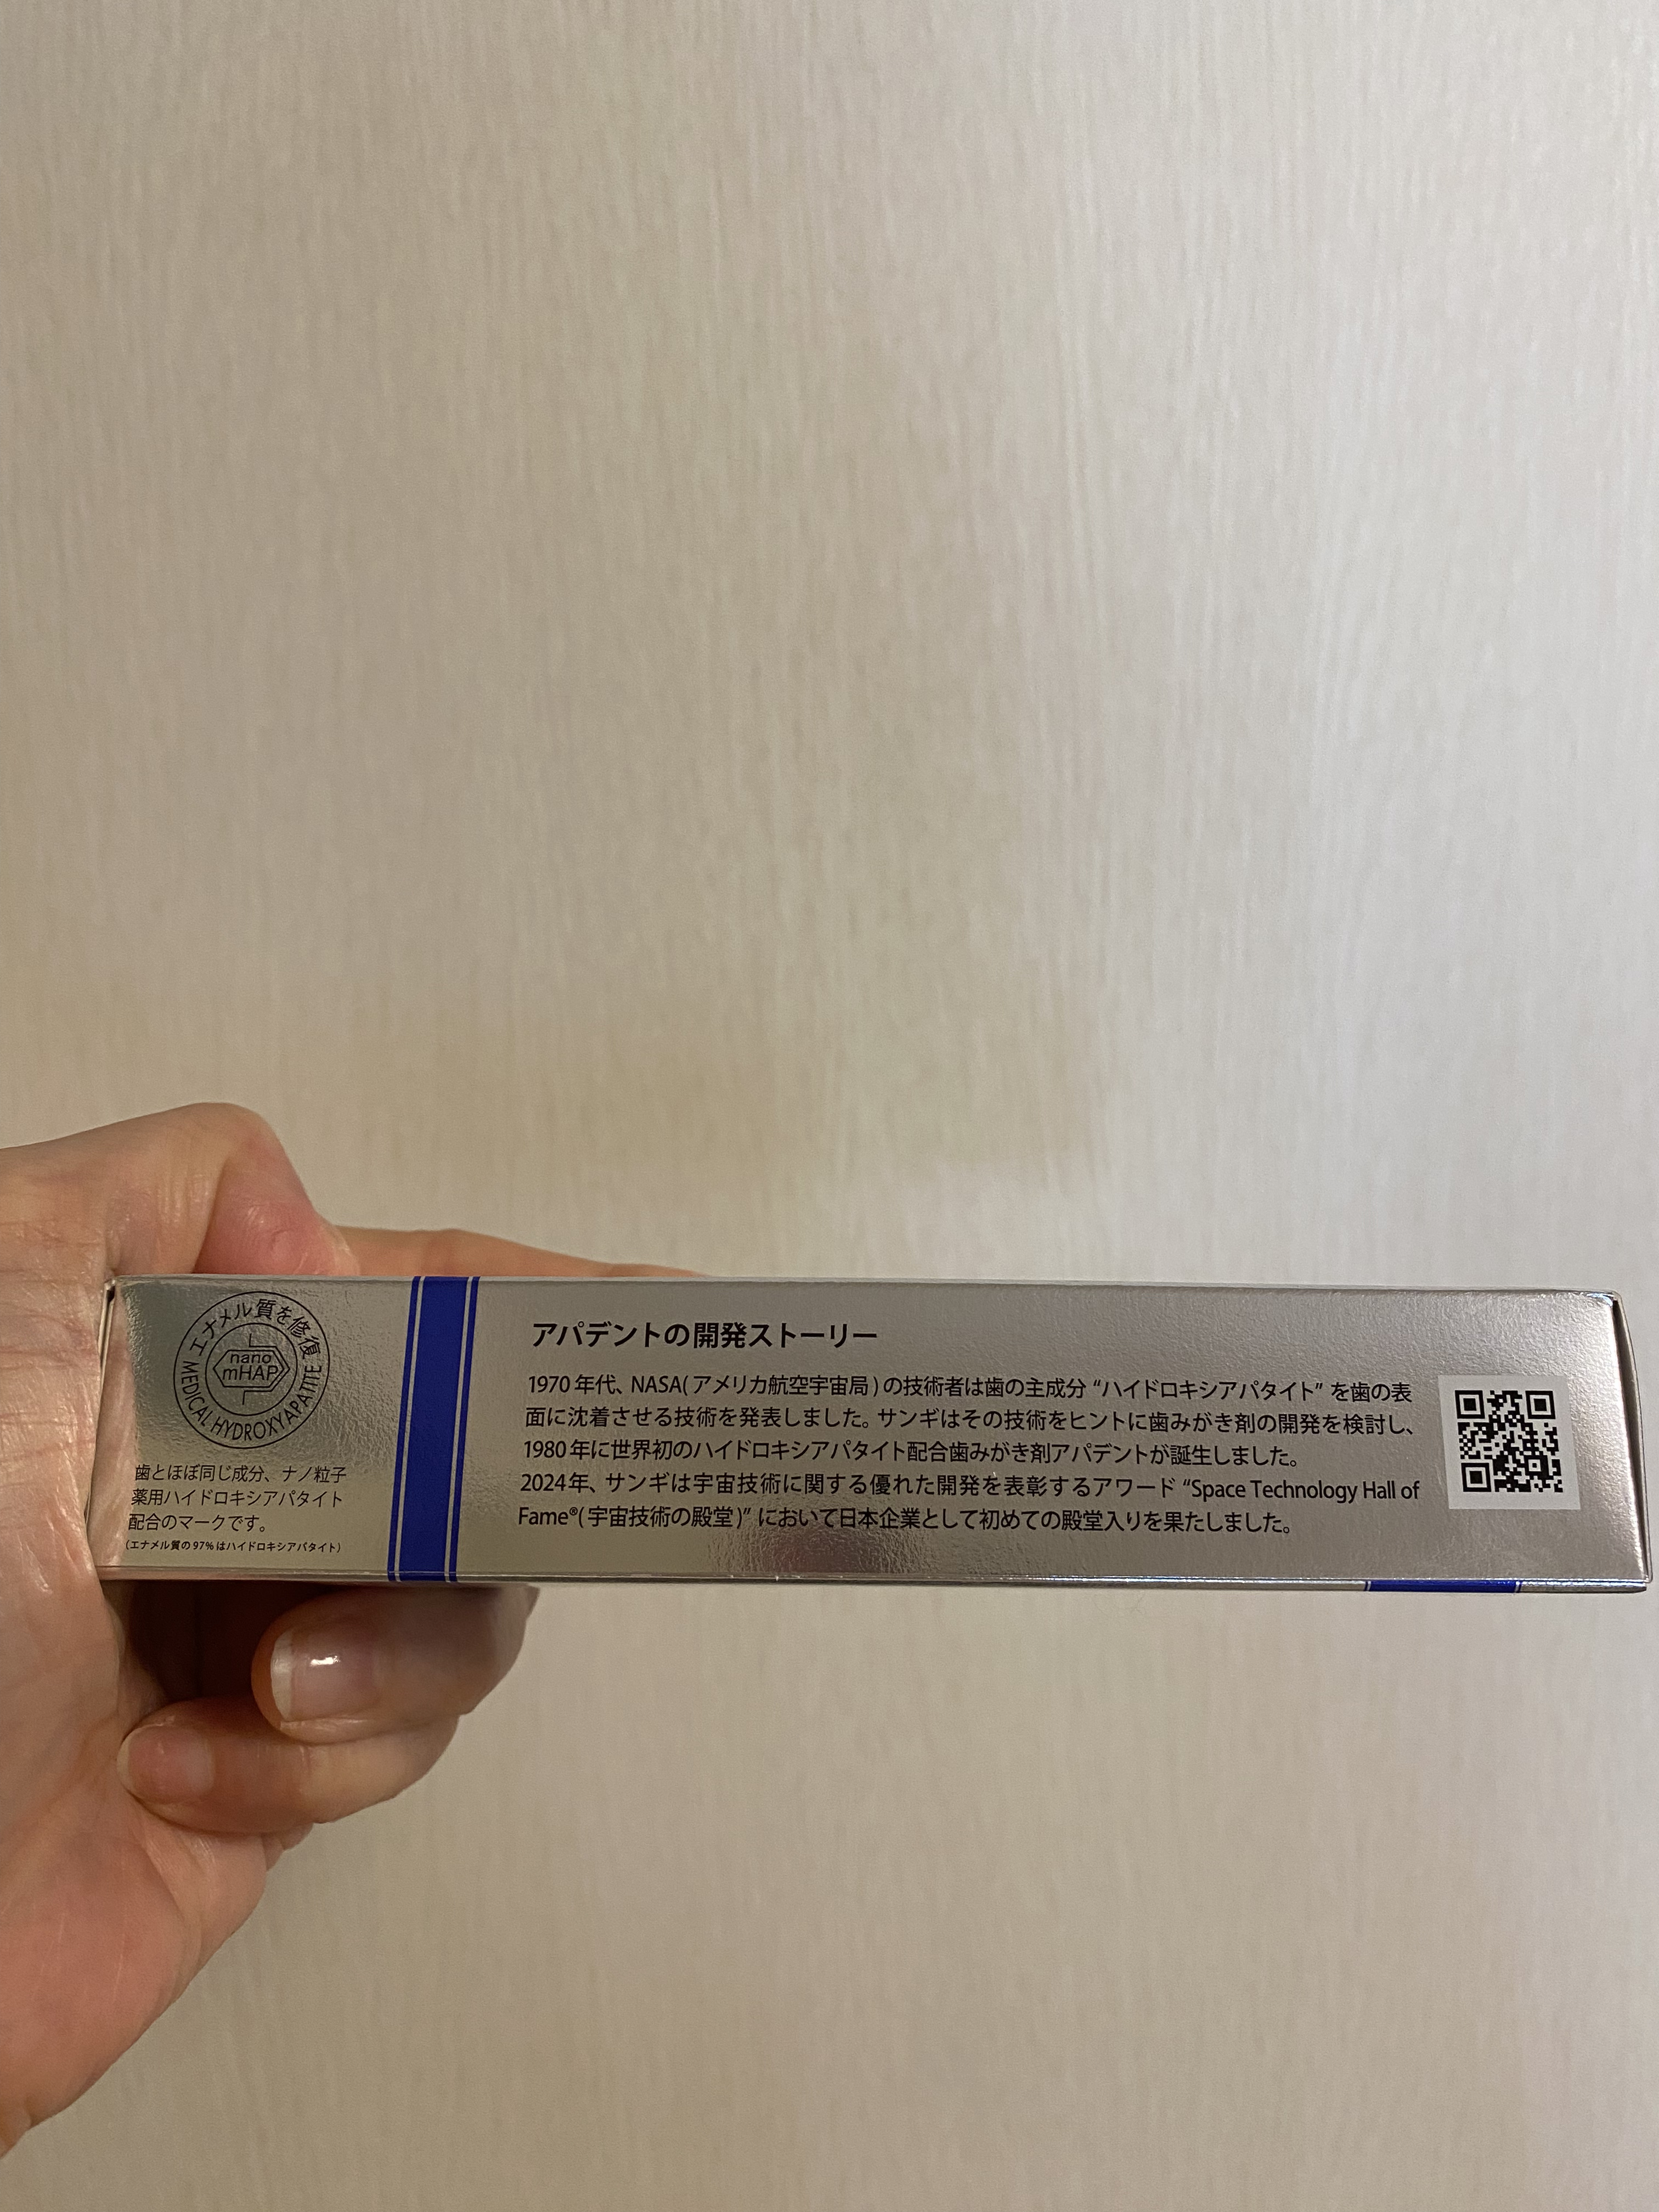 エナメル質を修復
nano
mHAP
MEDICAL HYDROXYAPATITE
歯とほぼ同じ成分、ナノ粒子
薬用ハイドロキシアパタイト
配合のマークです。
(エナメル質の97%はハイドロキシアパタイト)
アパデントの開発ストーリー
1970年代、NASA(アメリカ航空宇宙局)の技術者は歯の主成分“ハイドロキシアパタイト”を歯の表
面に沈着させる技術を発表しました。サンギはその技術をヒントに歯みがき剤の開発を検討し、
1980年に世界初のハイドロキシアパタイト配合歯みがき剤アパデントが誕生しました。
2024年、サンギは宇宙技術に関する優れた開発を表彰するアワード“Space Technology Hall of
Fame®(宇宙技術の殿堂)”において日本企業として初めての殿堂入りを果たしました。